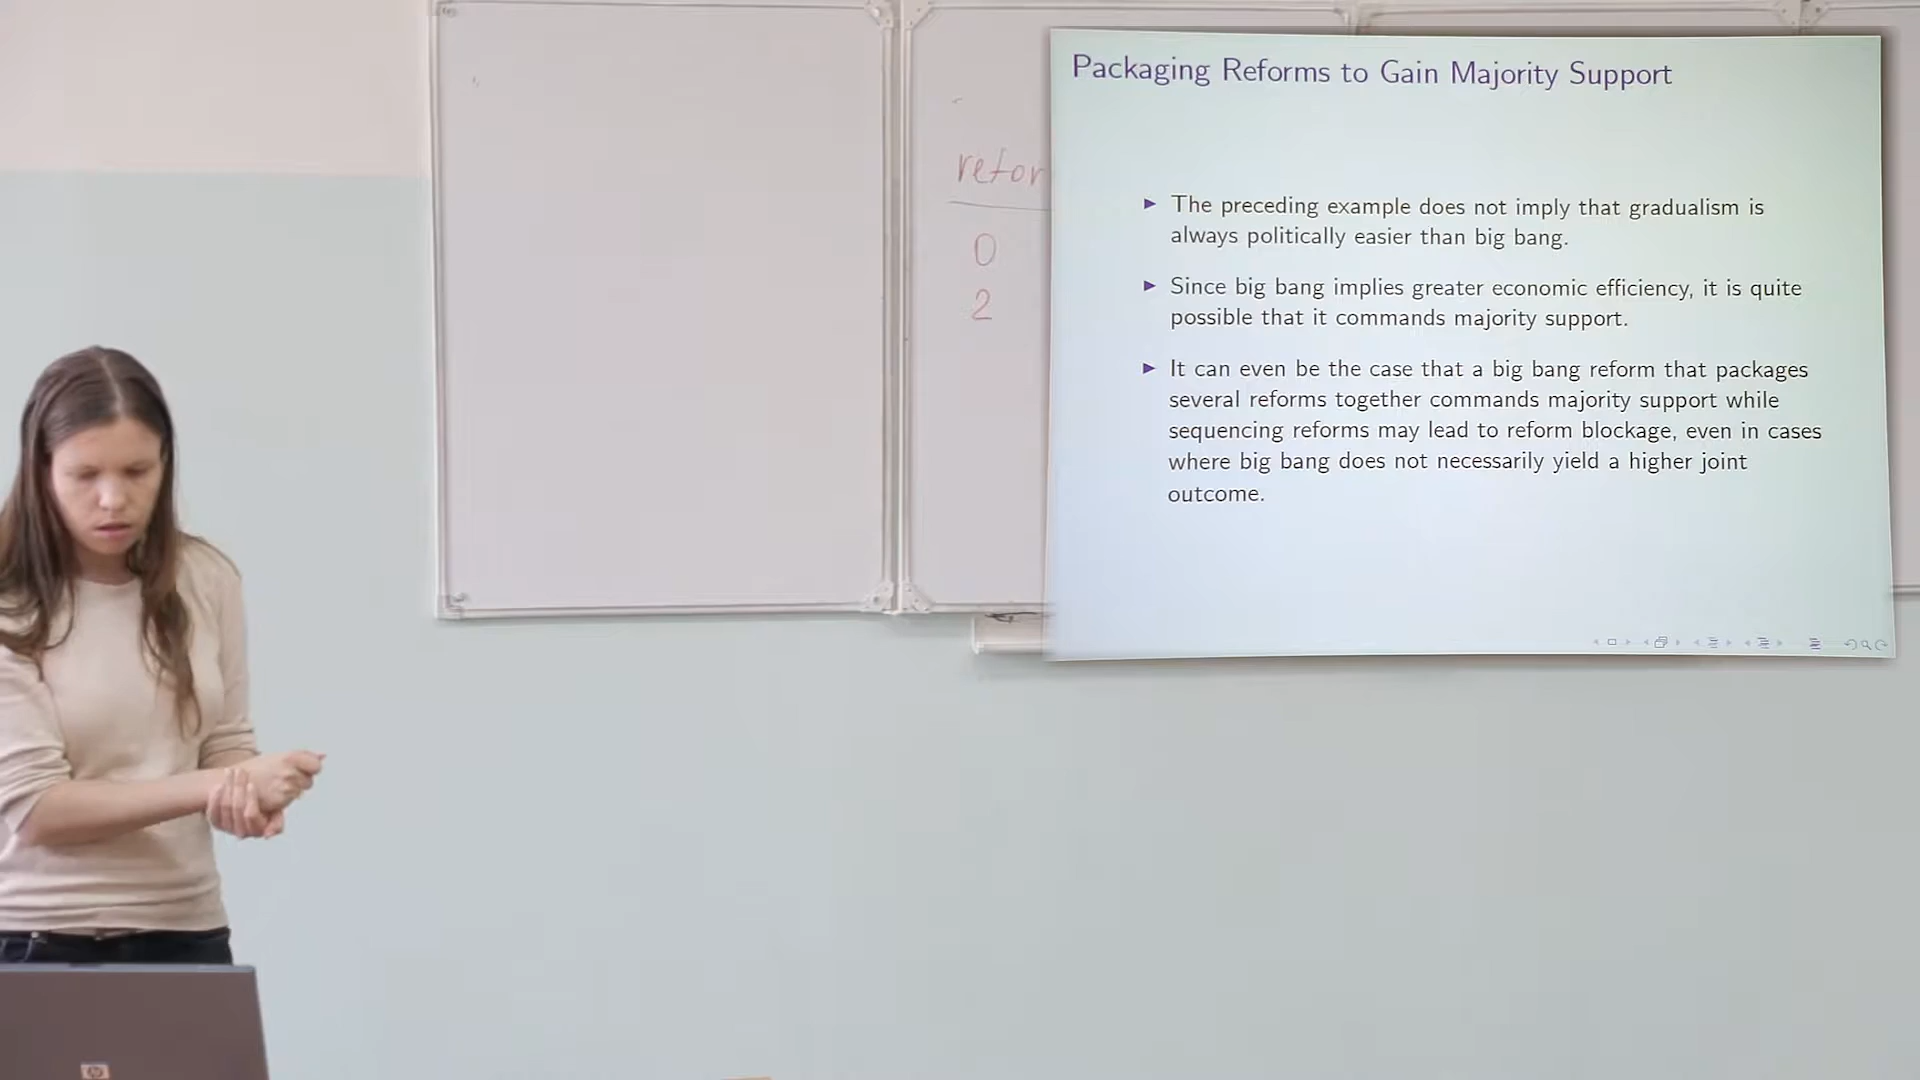 Packaging Reforms to Gain Majority Support
The preceding example does not imply that gradualism is
always politically easier than big bang.
Since big bang implies greater economic efficiency, it is quite
possible that it commands majority support.
It can even be the case that a big bang reform that packages
several reforms together commands majority support while
sequencing reforms may lead to reform blockage, even in cases
where big bang does not necessarily yield a higher joint
outcome.
refor
0
2
hp